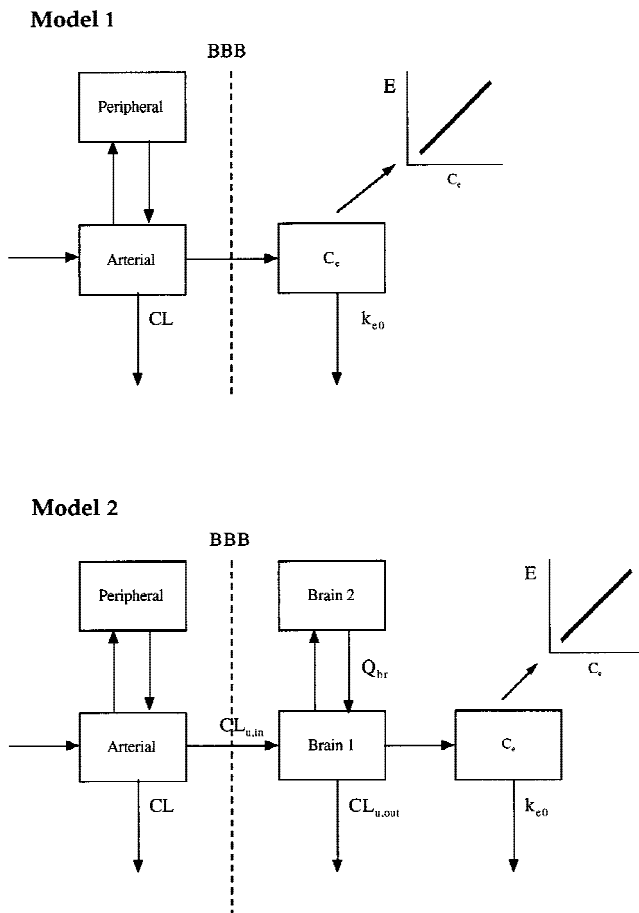 Model 1
BBB
Peripheral
E
Cₑ
Arterial
Cₑ
CL
kₑ₀
Model 2
BBB
Peripheral
Brain 2
E
Q_br
Cₑ
CL_u,in
Arterial
Brain 1
Cₑ
CL
CL_u,out
kₑ₀